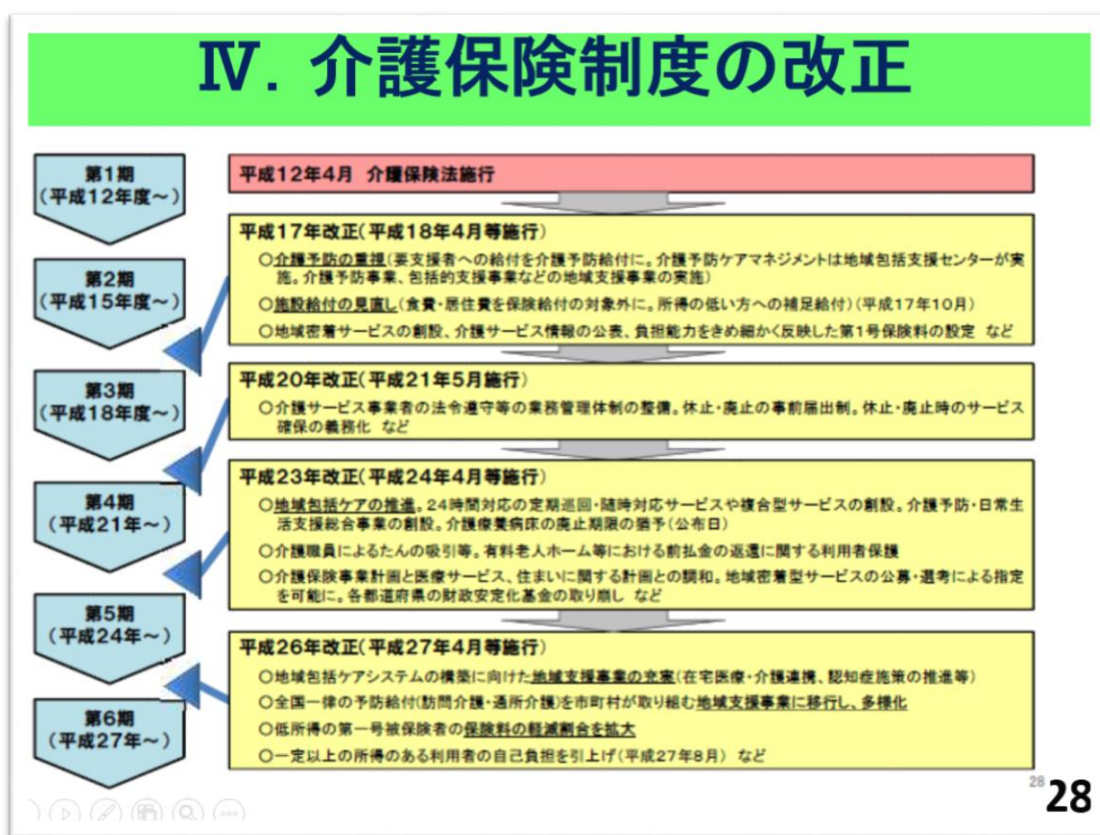 Ⅳ. 介護保険制度の改正
第1期
(平成12年度～)
第2期
(平成15年度～)
第3期
(平成18年度～)
第4期
(平成21年～)
第5期
(平成24年～)
第6期
(平成27年～)
平成12年4月 介護保険法施行
平成17年改正(平成18年4月等施行)
○介護予防の重視(要支援者への給付を介護予防給付に。介護予防ケアマネジメントは地域包括支援センターが実
施。介護予防事業、包括的支援事業などの地域支援事業の実施)
○施設給付の見直し(食費・居住費を保険給付の対象外に。所得の低い方への補足給付)(平成17年10月)
○地域密着サービスの創設、介護サービス情報の公表、負担能力をきめ細かく反映した第1号保険料の設定 など
平成20年改正(平成21年5月施行)
○介護サービス事業者の法令遵守等の業務管理体制の整備。休止・廃止の事前届出制。休止・廃止時のサービス
確保の義務化 など
平成23年改正(平成24年4月等施行)
○地域包括ケアの推進。24時間対応の定期巡回・随時対応サービスや複合型サービスの創設。介護予防・日常生
活支援総合事業の創設。介護療養病床の廃止期限の猶予(公布日)
○介護職員によるたんの吸引等。有料老人ホーム等における前払金の返還に関する利用者保護
○介護保険事業計画と医療サービス、住まいに関する計画との調和。地域密着型サービスの公募・選考による指定
を可能に。各都道府県の財政安定化基金の取り崩し など
平成26年改正(平成27年4月等施行)
○地域包括ケアシステムの構築に向けた地域支援事業の充実(在宅医療・介護連携、認知症施策の推進等)
○全国一律の予防給付(訪問介護・通所介護)を市町村が取り組む地域支援事業に移行し、多様化
○低所得の第一号被保険者の保険料の軽減割合を拡大
○一定以上の所得のある利用者の自己負担を引上げ(平成27年8月) など
28
28